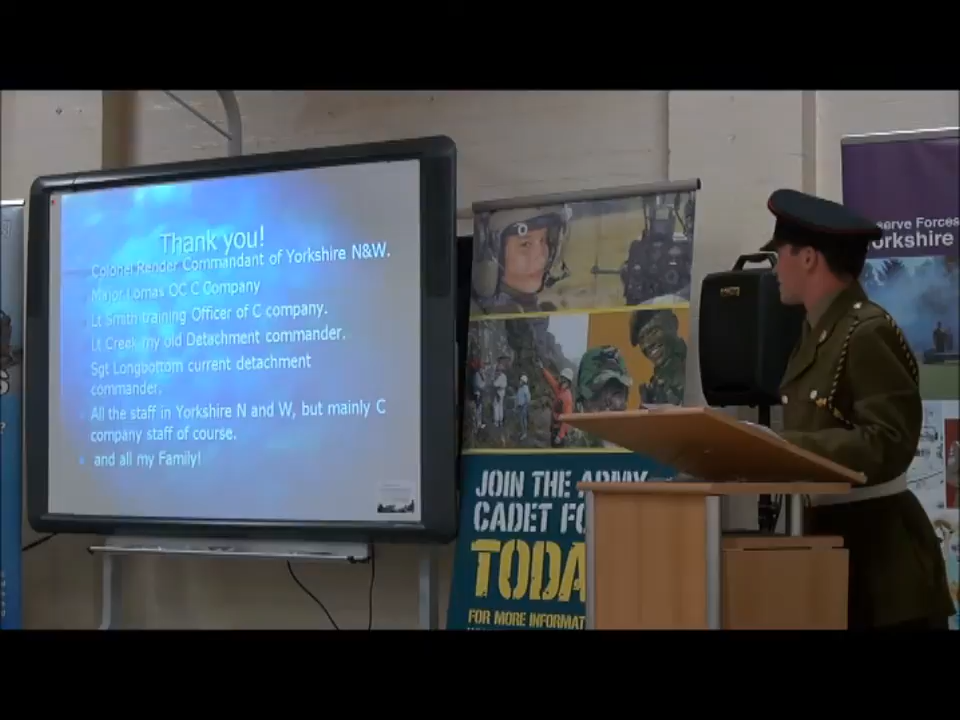 Thank you!
Colonel Render Commandant of Yorkshire N&W.
Major Lomas OC C Company
Lt Smith training Officer of C company.
Lt Creek my old Detachment commander.
Sgt Longbottom current detachment
commander.
All the staff in Yorkshire N and W, but mainly C
company staff of course.
and all my Family!
JOIN THE ARMY
CADET FO
TODA
FOR MORE INFORMAT
serve Forces
orkshire